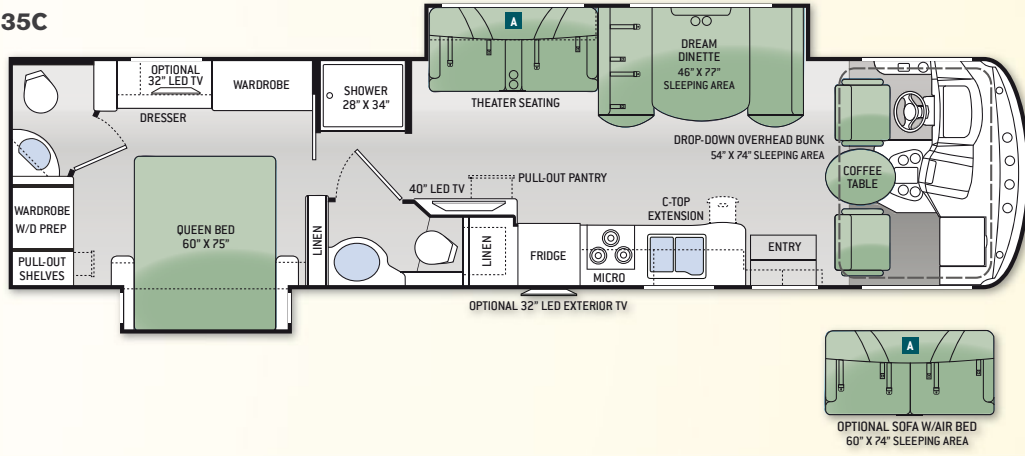 35C
A
THEATER SEATING
DREAM
DINETTE
46" X 77"
SLEEPING AREA
OPTIONAL
32" LED TV
WARDROBE
DRESSER
SHOWER
28" X 34"
DROP-DOWN OVERHEAD BUNK
54" X 74" SLEEPING AREA
COFFEE
TABLE
40" LED TV
PULL-OUT PANTRY
C-TOP
EXTENSION
WARDROBE
W/D PREP
PULL-OUT
SHELVES
QUEEN BED
60" X 75"
LINEN
LINEN
FRIDGE
MICRO
ENTRY
OPTIONAL 32" LED EXTERIOR TV
A
OPTIONAL SOFA W/AIR BED
60" X 74" SLEEPING AREA